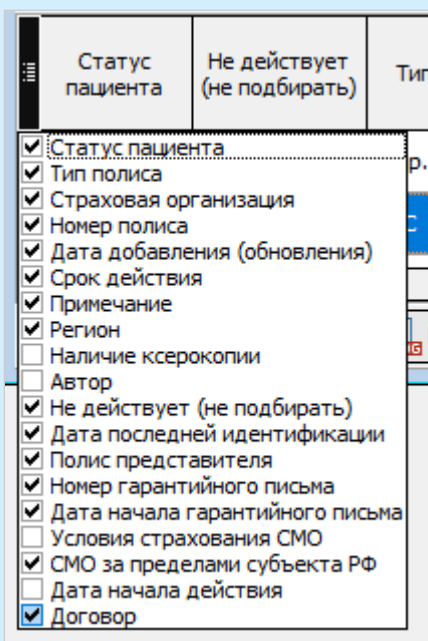 Статус
пациента
Не действует
(не подбирать)
Тип
р.
С
Статус пациента
Тип полиса
Страховая организация
Номер полиса
Дата добавления (обновления)
Срок действия
Примечание
Регион
Наличие ксерокопии
Автор
Не действует (не подбирать)
Дата последней идентификации
Полис представителя
Номер гарантийного письма
Дата начала гарантийного письма
Условия страхования СМО
СМО за пределами субъекта РФ
Дата начала действия
Договор